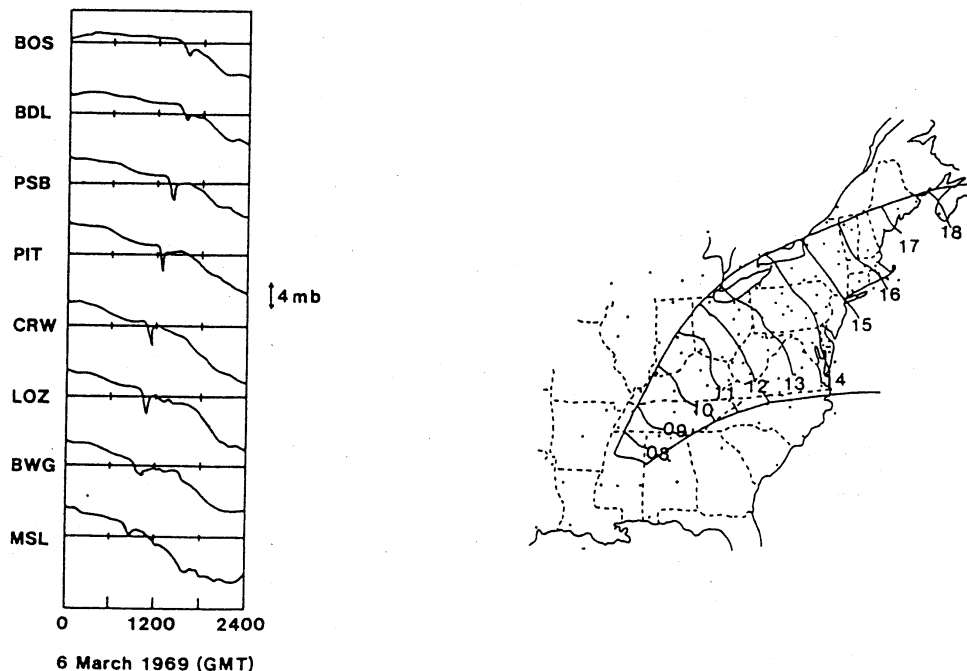 BOS
BDL
PSB
PIT
4 mb
CRW
LOZ
BWG
MSL
0 1200 2400
6 March 1969 (GMT)
18
17
16
15
4
13
12
11
10
09
08